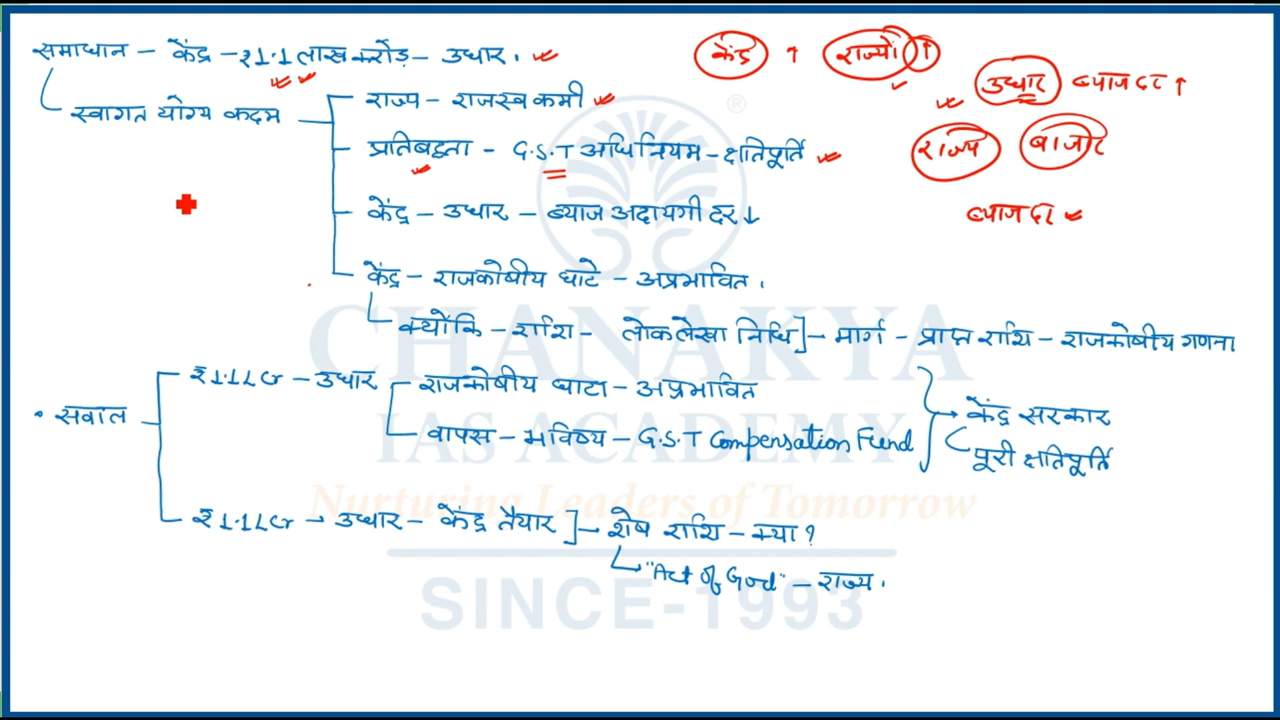 समाधान – केंद्र – ₹1.1 लाख करोड़ – उधार.
केंद्र ↑ राज्यों ↑
उधार ब्याज दर ↑
स्वागत योग्य कदम
राज्य – राजस्व कमी
प्रतिबद्धता – G.S.T अधिनियम – क्षतिपूर्ति
राज्य बाजार
केंद्र – उधार – ब्याज अदायगी दर ↓
ब्याज दर
केंद्र – राजकोषीय घाटे – अप्रभावित.
क्योंकि – राशि – लोकलेखा निधि] – मार्ग – प्राप्त राशि – राजकोषीय गणना
₹1.1LCr – उधार
राजकोषीय घाटा – अप्रभावित
• सवाल
केंद्र सरकार
वापस – भविष्य – G.S.T Compensation Fund
पूरी क्षतिपूर्ति
₹1.1LCr → उधार – केंद्र तैयार] → शेष राशि – क्या?
"Act of God" – राज्य.
®
CHANAKYA
IAS ACADEMY
Nurturing Leaders of Tomorrow
SINCE-1993